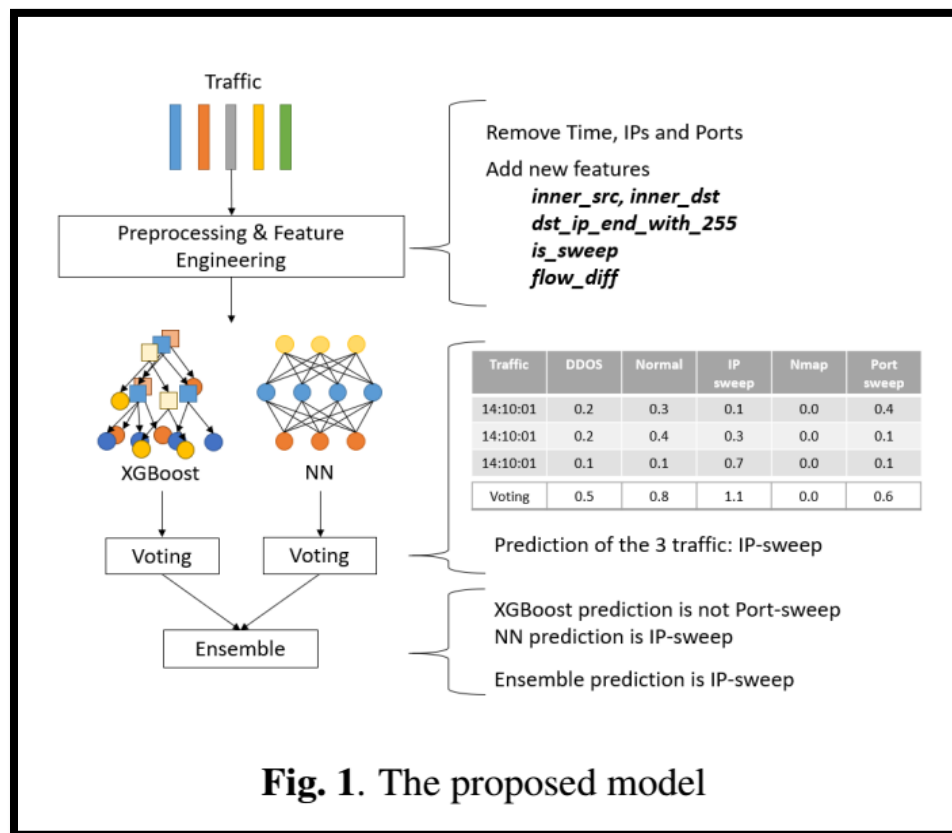 Traffic
Remove Time, IPs and Ports
Add new features
inner_src, inner_dst
dst_ip_end_with_255
is_sweep
flow_diff
Preprocessing & Feature
Engineering
XGBoost
NN
Traffic DDOS Normal IP sweep Nmap Port sweep
14:10:01 0.2 0.3 0.1 0.0 0.4
14:10:01 0.2 0.4 0.3 0.0 0.1
14:10:01 0.1 0.1 0.7 0.0 0.1
Voting 0.5 0.8 1.1 0.0 0.6
Prediction of the 3 traffic: IP-sweep
Voting
Voting
XGBoost prediction is not Port-sweep
NN prediction is IP-sweep
Ensemble prediction is IP-sweep
Ensemble
Fig. 1. The proposed model